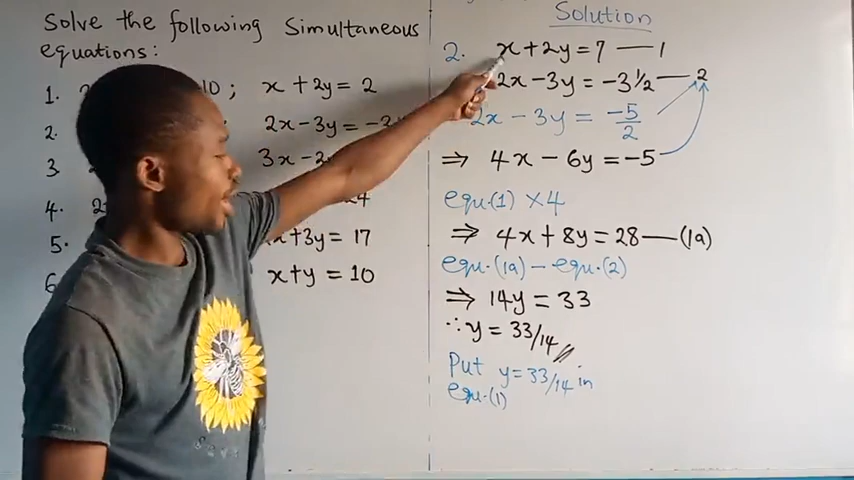 Solve the following Simultaneous
equations:
1. 10 ; x + 2y = 2
2. 2x - 3y = -3
3 3x - 2y
4. 2
5. + 3y = 17
6 x + y = 10
Solution
2. x + 2y = 7 — 1
2x - 3y = -3 1/2 — 2
2x - 3y = -5/2
⇒ 4x - 6y = -5
equ.(1) × 4
⇒ 4x + 8y = 28 — (1a)
equ.(1a) - equ.(2)
⇒ 14y = 33
∴ y = 33/14 //
Put y = 33/14 in
equ.(1)